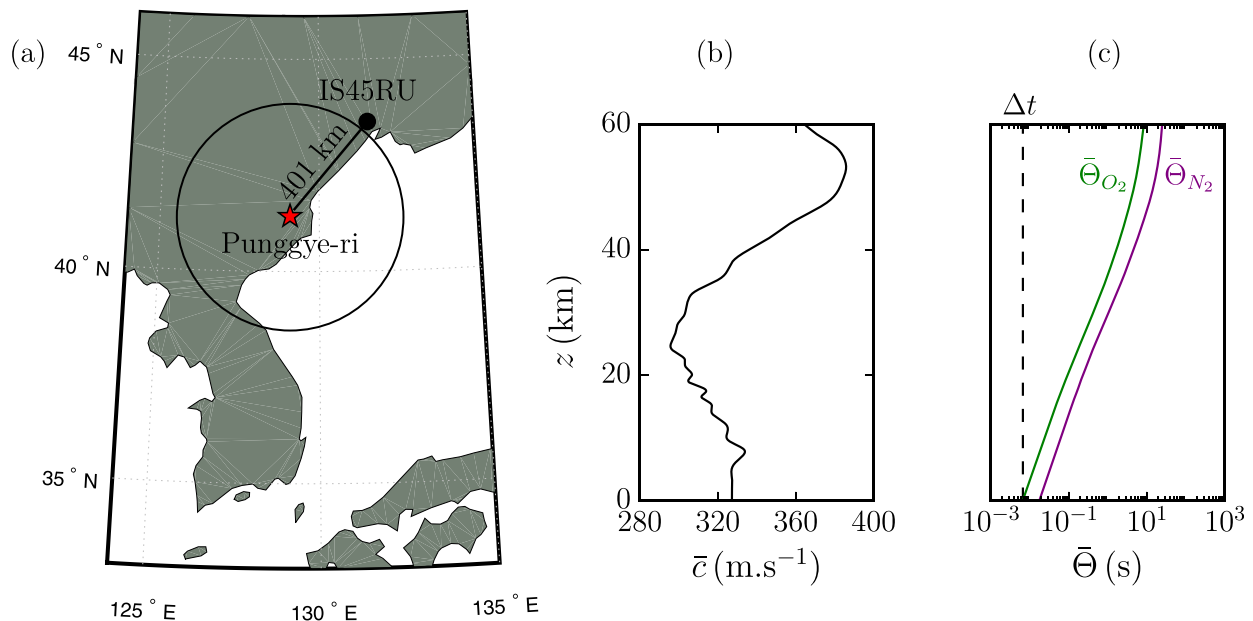 (a)
45° N
40° N
35° N
125° E
130° E
135° E
IS45RU
401 km
Punggye-ri
(b)
60
40
20
0
z (km)
280 320 360 400
c̄ (m.s⁻¹)
(c)
Δt
Θ̄_{O₂}
Θ̄_{N₂}
10⁻³ 10⁻¹ 10¹ 10³
Θ̄ (s)